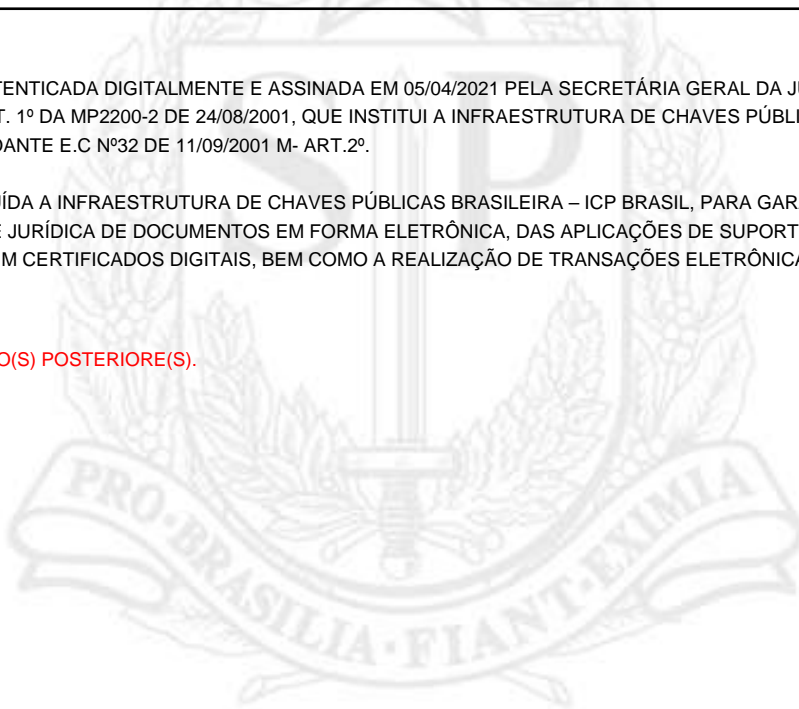 TENTICADA DIGITALMENTE E ASSINADA EM 05/04/2021 PELA SECRETÁRIA GERAL DA JU
T. 1º DA MP2200-2 DE 24/08/2001, QUE INSTITUI A INFRAESTRUTURA DE CHAVES PÚBLI
DANTE E.C Nº32 DE 11/09/2001 M- ART.2º.
ÍDA A INFRAESTRUTURA DE CHAVES PÚBLICAS BRASILEIRA – ICP BRASIL, PARA GAR
E JURÍDICA DE DOCUMENTOS EM FORMA ELETRÔNICA, DAS APLICAÇÕES DE SUPORT
M CERTIFICADOS DIGITAIS, BEM COMO A REALIZAÇÃO DE TRANSAÇÕES ELETRÔNICA
O(S) POSTERIORE(S).
SP
PRO·BRASILIA·FIANT·EXIMIA